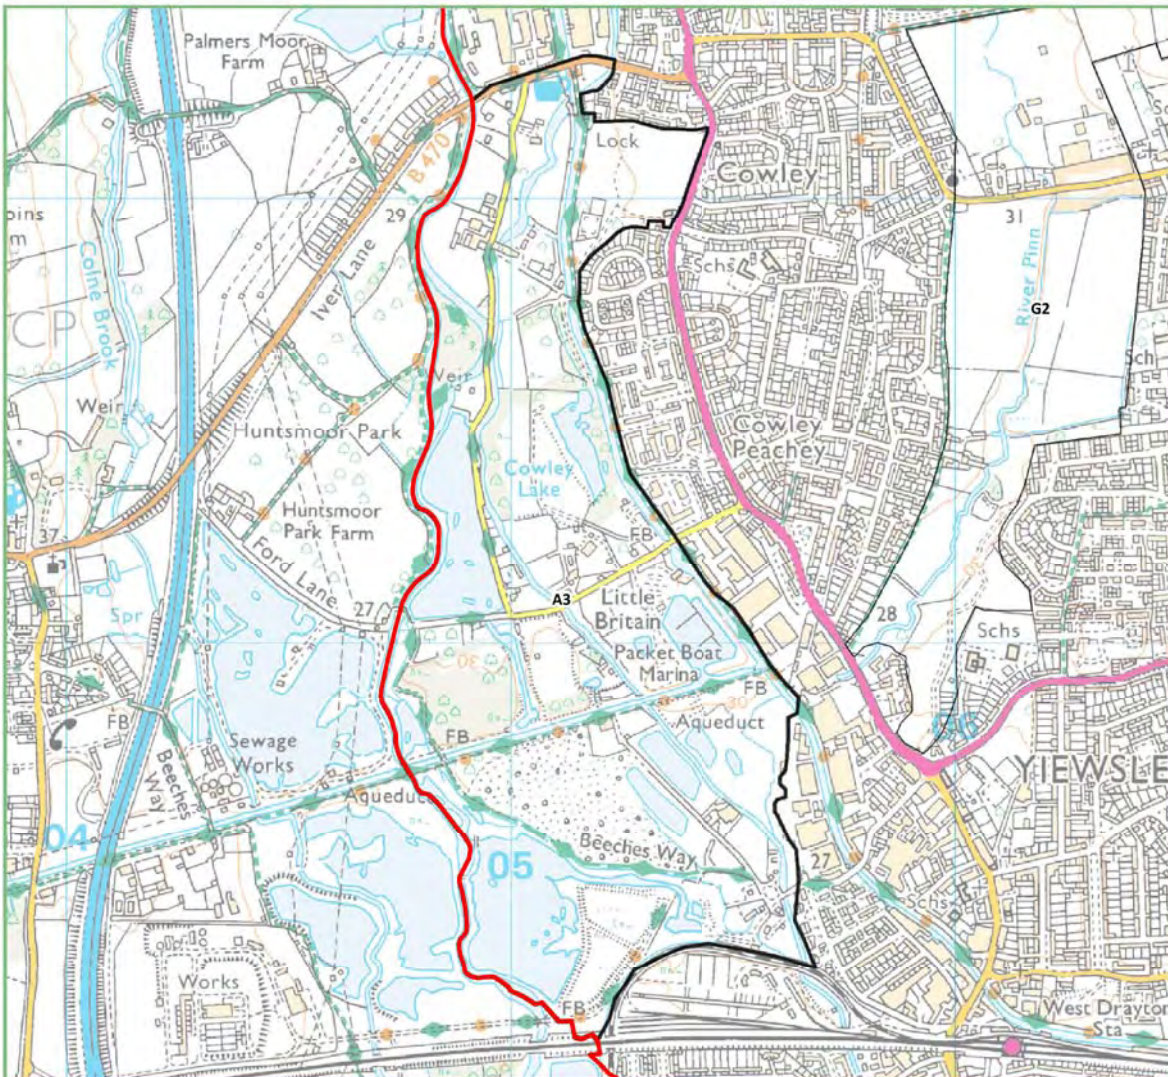 Palmers Moor
Farm
Lock
Cowley
B 470
29
31
Colne Brook
Iver Lane
Schs
River Pinn
G2
CP
Sch
Weir
Weir
Huntsmoor Park
Cowley
Peachey
Cowley
Lake
Huntsmoor
Park Farm
FB
37
Ford Lane
A3
Spr
27
Little
Britain
28
Schs
Packet Boat
Marina
30
FB
FB
FB
Aqueduct
Sewage
Works
Beeches
Way
Aqueduct
YIEWSLE
04
05
Beeches Way
27
Schs
Works
FB
West Drayton
Sta